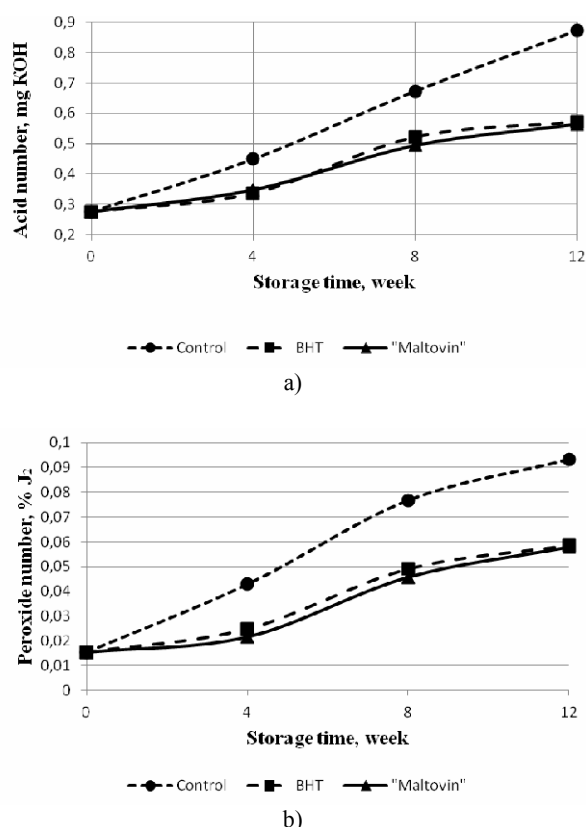 0,9
0,8
0,7
0,6
0,5
0,4
0,3
0,2
Acid number, mg KOH
0 4 8 12
Storage time, week
Control BHT "Maltovin"
a)
0,1
0,09
0,08
0,07
0,06
0,05
0,04
0,03
0,02
0,01
0
Peroxide number, % J₂
0 4 8 12
Storage time, week
Control BHT "Maltovin"
b)